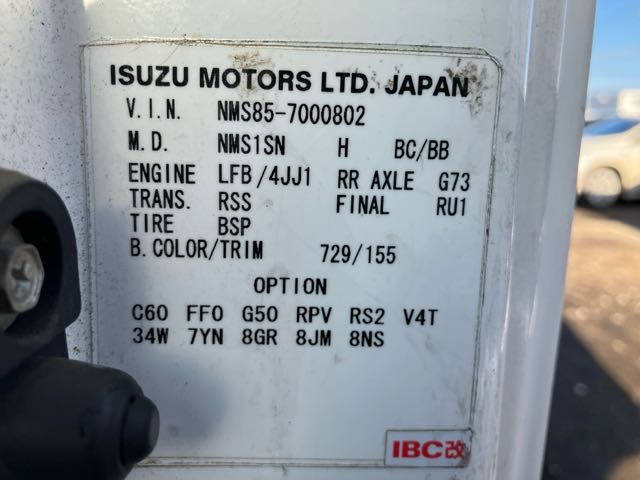 ISUZU MOTORS LTD. JAPAN
V.I.N. NMS85-7000802
M.D. NMS1SN H BC/BB
ENGINE LFB/4JJ1 RR AXLE G73
TRANS. RSS FINAL RU1
TIRE BSP
B.COLOR/TRIM 729/155
OPTION
C60 FF0 G50 RPV RS2 V4T
34W 7YN 8GR 8JM 8NS
IBC改